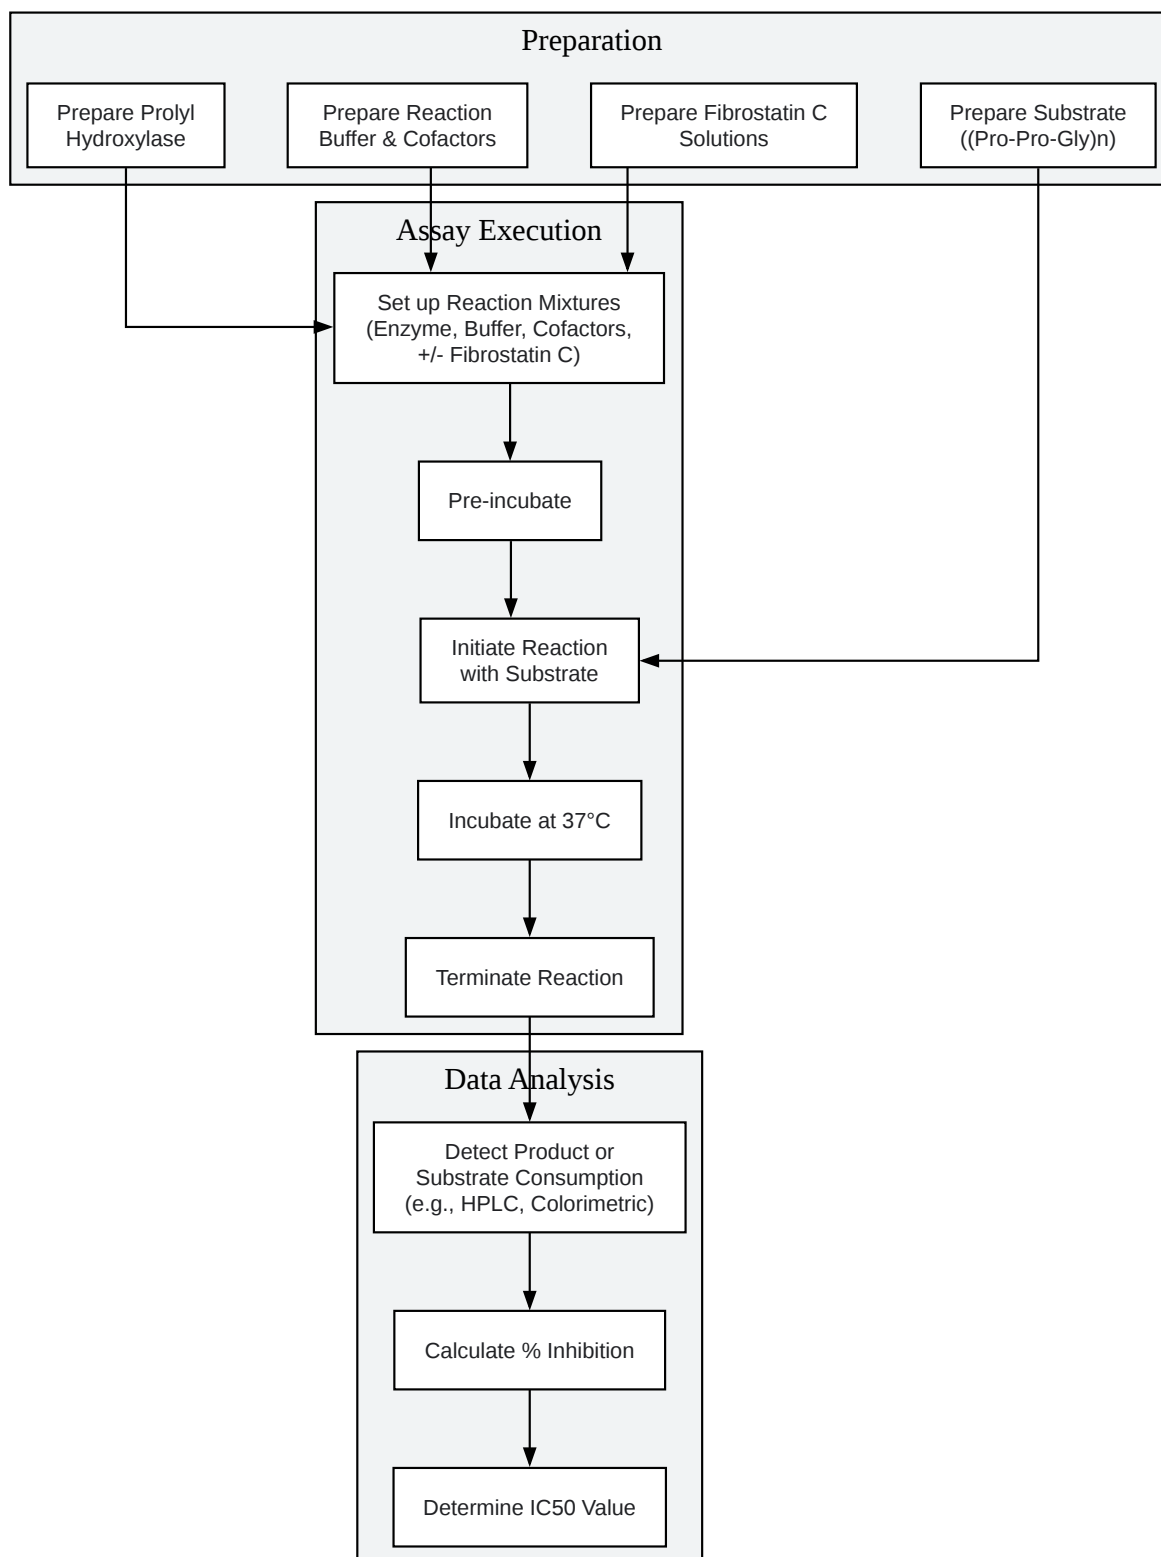 Preparation
Prepare Prolyl
Hydroxylase
Prepare Reaction
Buffer & Cofactors
Prepare Fibrostatin C
Solutions
Prepare Substrate
((Pro-Pro-Gly)n)
Assay Execution
Set up Reaction Mixtures
(Enzyme, Buffer, Cofactors,
+/- Fibrostatin C)
Pre-incubate
Initiate Reaction
with Substrate
Incubate at 37°C
Terminate Reaction
Data Analysis
Detect Product or
Substrate Consumption
(e.g., HPLC, Colorimetric)
Calculate % Inhibition
Determine IC50 Value